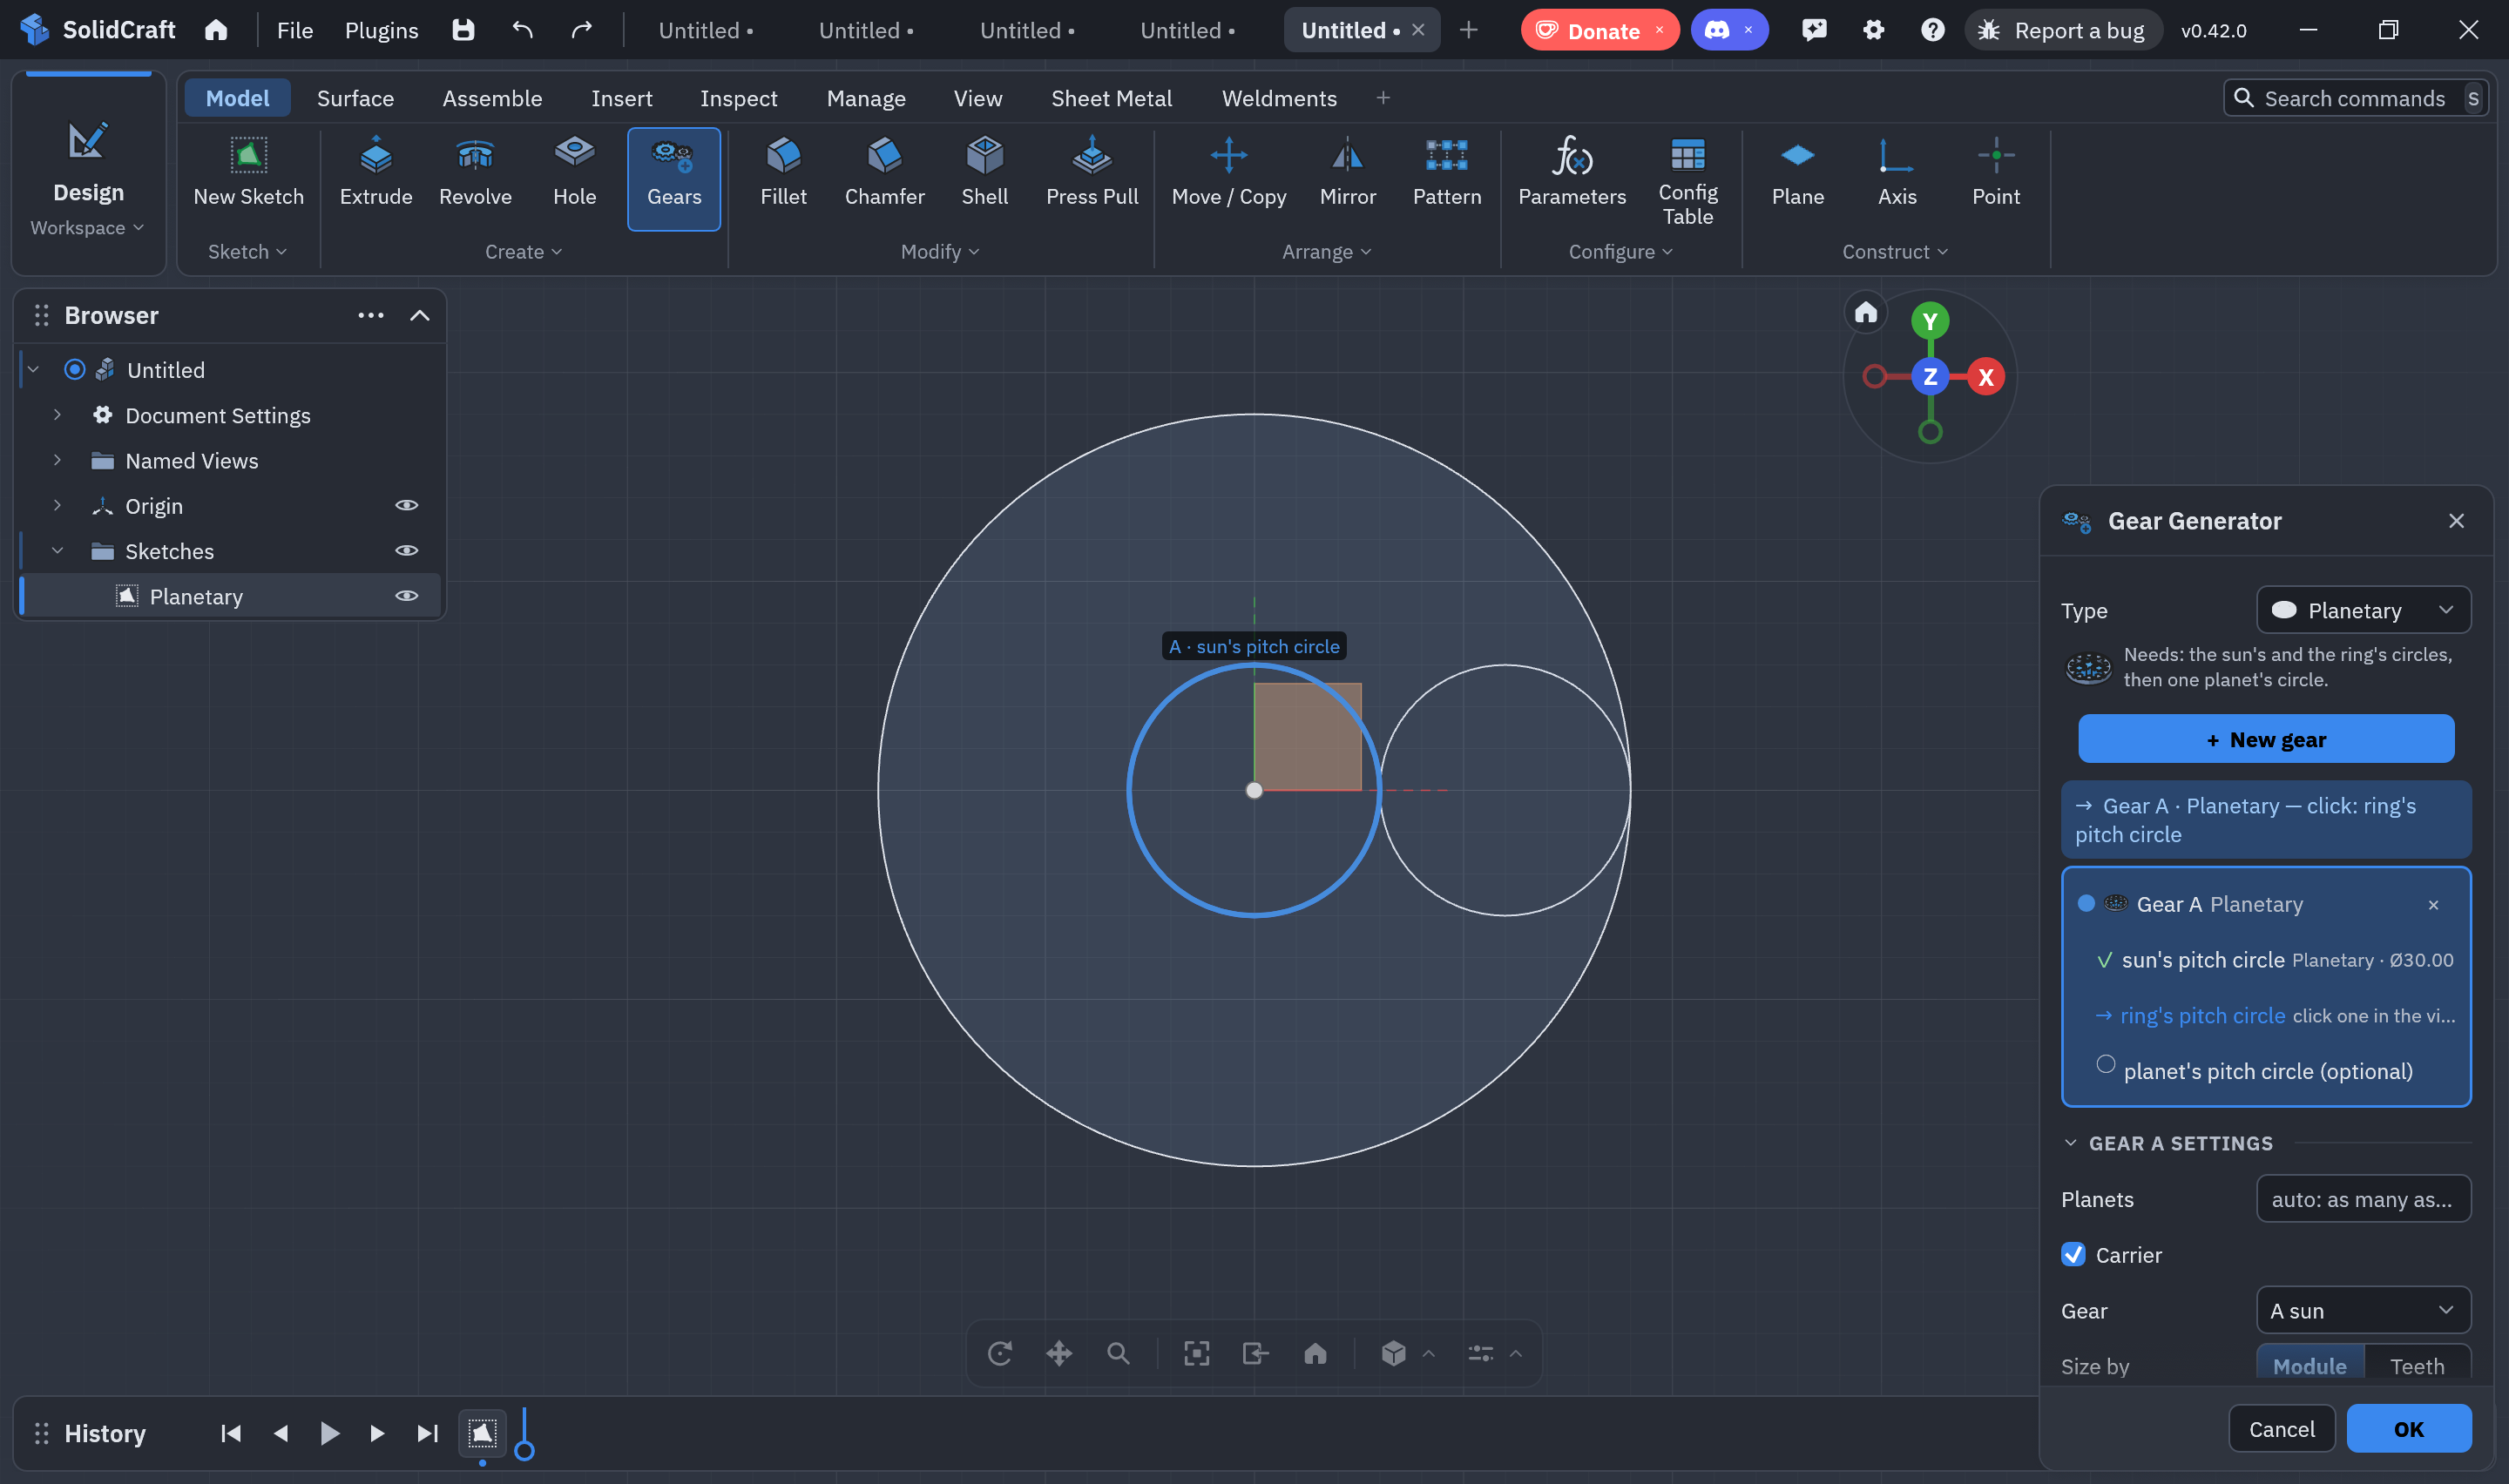 SolidCraft File Plugins Untitled • Untitled • Untitled • Untitled • Untitled • Donate Report a bug v0.42.0
Design
Workspace
Model Surface Assemble Insert Inspect Manage View Sheet Metal Weldments
Search commands S
New Sketch Extrude Revolve Hole Gears Fillet Chamfer Shell Press Pull Move / Copy Mirror Pattern Parameters Config Table Plane Axis Point
Sketch Create Modify Arrange Configure Construct
Browser
Untitled
Document Settings
Named Views
Origin
Sketches
Planetary
Y
Z X
A · sun's pitch circle
Gear Generator
Type Planetary
Needs: the sun's and the ring's circles,
then one planet's circle.
+ New gear
→ Gear A · Planetary — click: ring's
pitch circle
Gear A Planetary ×
✓ sun's pitch circle Planetary · Ø30.00
→ ring's pitch circle click one in the vi...
planet's pitch circle (optional)
GEAR A SETTINGS
Planets auto: as many as...
Carrier
Gear A sun
Size by Module Teeth
Cancel OK
History